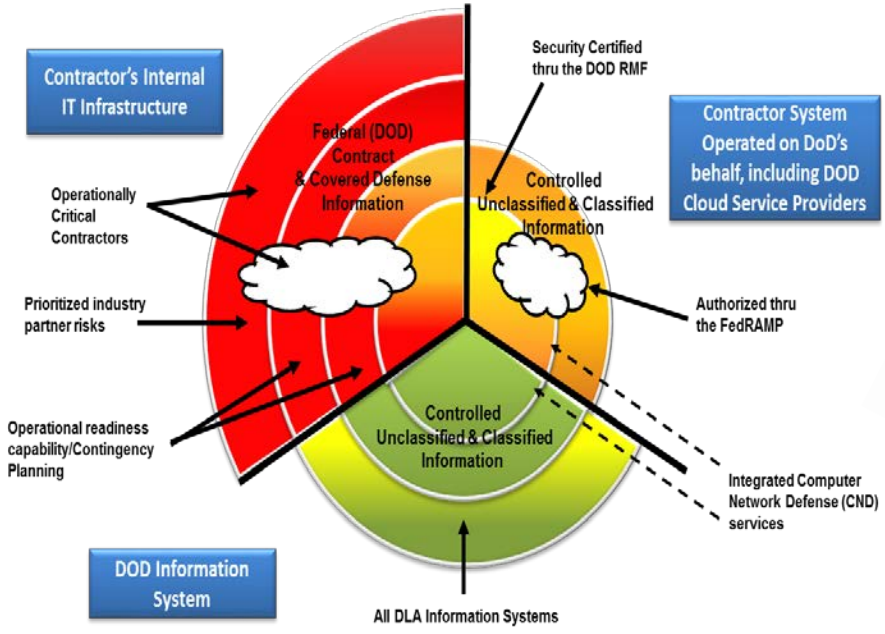 Contractor's Internal
IT Infrastructure
Security Certified
thru the DOD RMF
Contractor System
Operated on DoD's
behalf, including DOD
Cloud Service Providers
Federal (DOD)
Contract
& Covered Defense
Information
Controlled
Unclassified & Classified
Information
Operationally
Critical
Contractors
Prioritized industry
partner risks
Authorized thru
the FedRAMP
Operational readiness
capability/Contingency
Planning
Controlled
Unclassified & Classified
Information
Integrated Computer
Network Defense (CND)
services
DOD Information
System
All DLA Information Systems